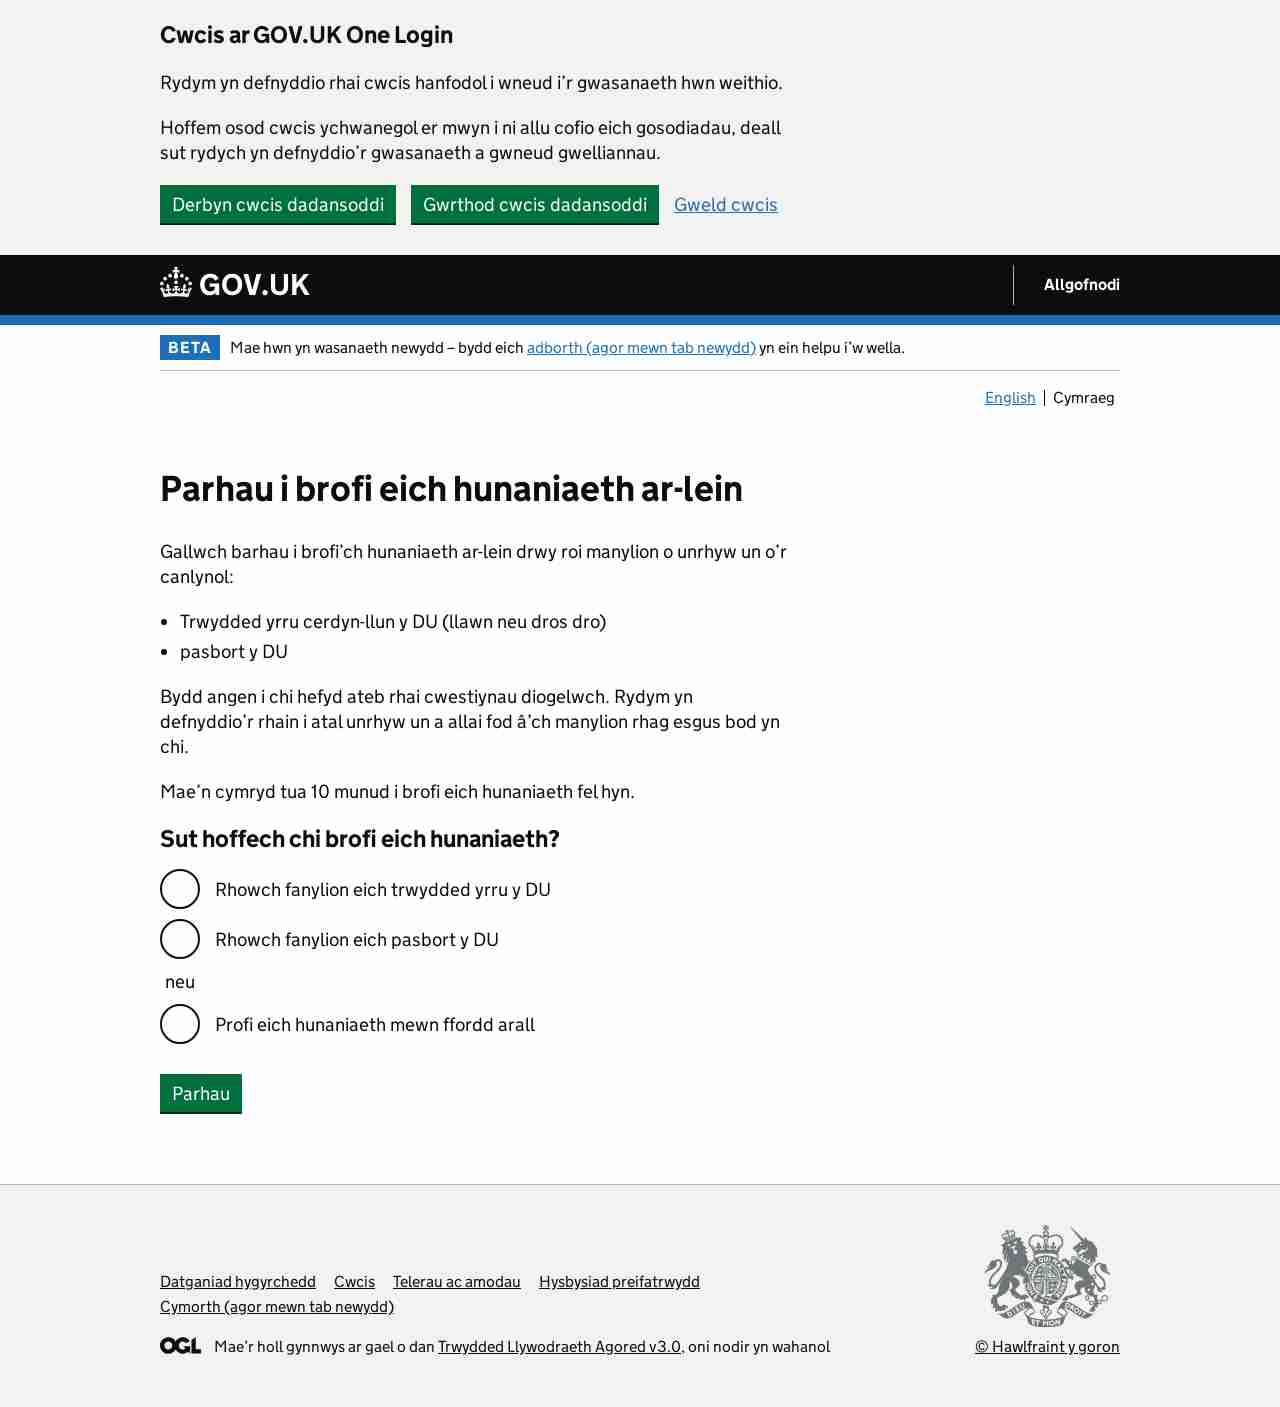 Cwcis ar GOV.UK One Login
Rydym yn defnyddio rhai cwcis hanfodol i wneud i’r gwasanaeth hwn weithio.
Hoffem osod cwcis ychwanegol er mwyn i ni allu cofio eich gosodiadau, deall
sut rydych yn defnyddio’r gwasanaeth a gwneud gwelliannau.
Derbyn cwcis dadansoddi Gwrthod cwcis dadansoddi Gweld cwcis
GOV.UK Allgofnodi
BETA Mae hwn yn wasanaeth newydd – bydd eich adborth (agor mewn tab newydd) yn ein helpu i’w wella.
English Cymraeg
Parhau i brofi eich hunaniaeth ar-lein
Gallwch barhau i brofi’ch hunaniaeth ar-lein drwy roi manylion o unrhyw un o’r
canlynol:
• Trwydded yrru cerdyn-llun y DU (llawn neu dros dro)
• pasbort y DU
Bydd angen i chi hefyd ateb rhai cwestiynau diogelwch. Rydym yn
defnyddio’r rhain i atal unrhyw un a allai fod â’ch manylion rhag esgus bod yn
chi.
Mae’n cymryd tua 10 munud i brofi eich hunaniaeth fel hyn.
Sut hoffech chi brofi eich hunaniaeth?
Rhowch fanylion eich trwydded yrru y DU
Rhowch fanylion eich pasbort y DU
neu
Profi eich hunaniaeth mewn ffordd arall
Parhau
Datganiad hygyrchedd Cwcis Telerau ac amodau Hysbysiad preifatrwydd
Cymorth (agor mewn tab newydd)
OGL Mae’r holl gynnwys ar gael o dan Trwydded Llywodraeth Agored v3.0, oni nodir yn wahanol
DIEU ET MON DROIT
© Hawlfraint y goron